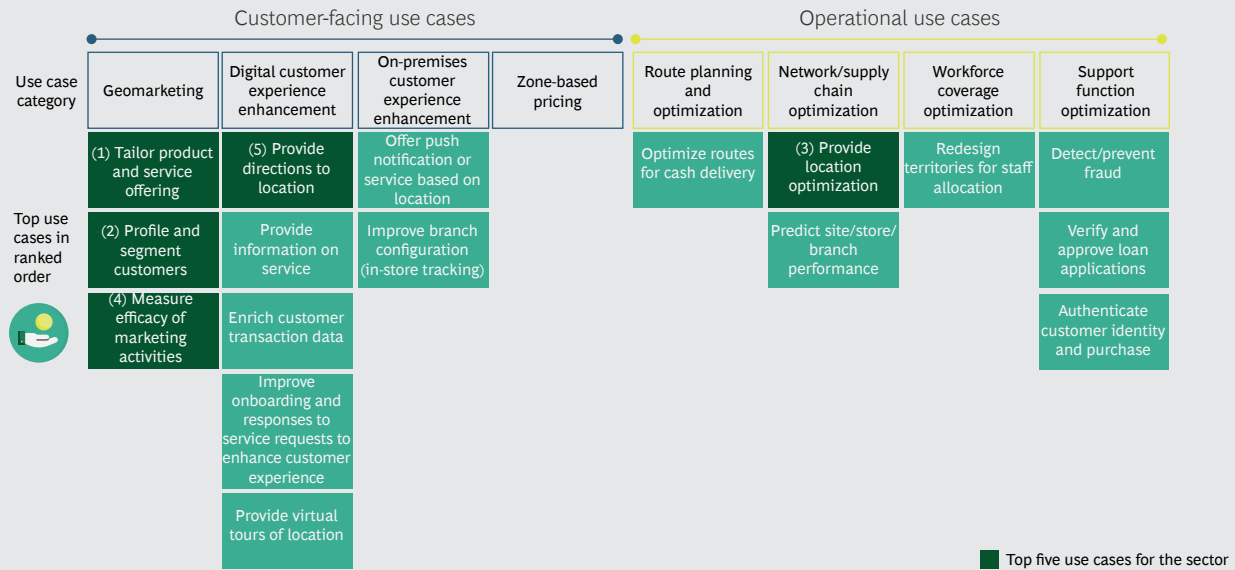 Customer-facing use cases
Operational use cases
Use case
category
Geomarketing
Digital customer
experience
enhancement
On-premises
customer
experience
enhancement
Zone-based
pricing
Route planning
and
optimization
Network/supply
chain
optimization
Workforce
coverage
optimization
Support
function
optimization
Top use
cases in
ranked
order
(1) Tailor product
and service
offering
(5) Provide
directions to
location
Offer push
notification or
service based on
location
Optimize routes
for cash delivery
(3) Provide
location
optimization
Redesign
territories for staff
allocation
Detect/prevent
fraud
(2) Profile and
segment
customers
Provide
information on
service
Improve branch
configuration
(in-store tracking)
Predict site/store/
branch
performance
Verify and
approve loan
applications
(4) Measure
efficacy of
marketing
activities
Enrich customer
transaction data
Authenticate
customer identity
and purchase
Improve
onboarding and
responses to
service requests to
enhance customer
experience
Provide virtual
tours of location
Top five use cases for the sector